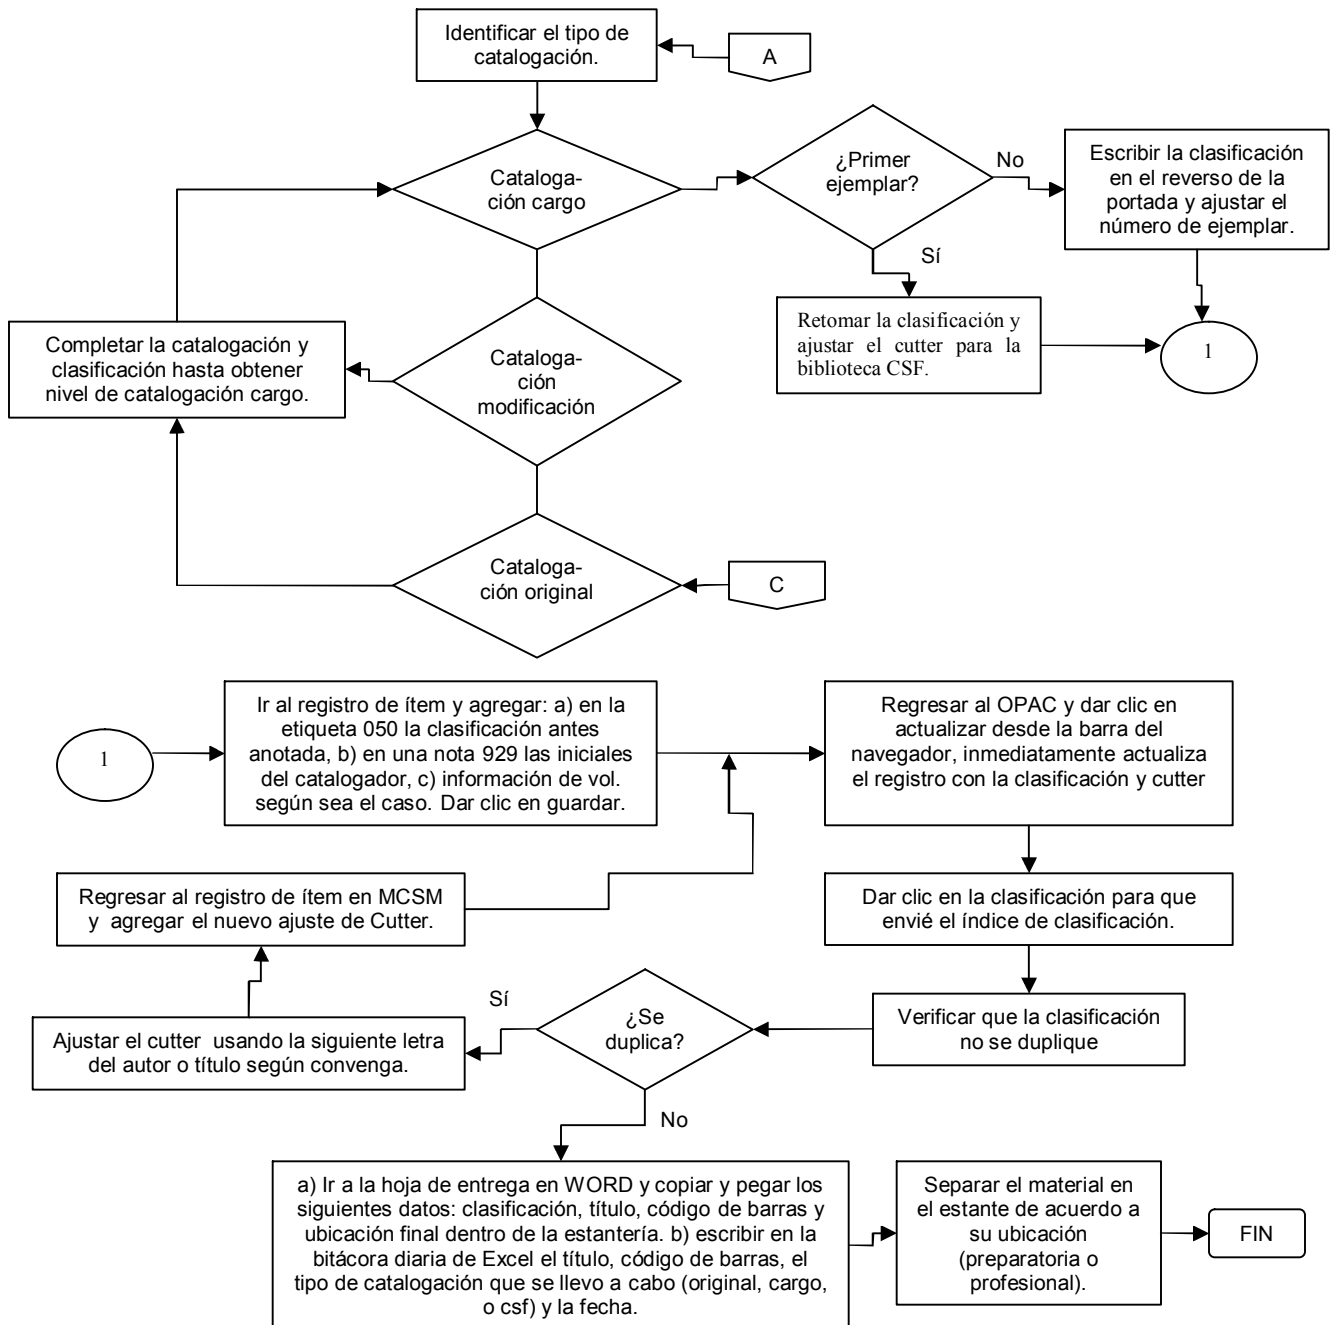 Identificar el tipo de
catalogación.
A
Cataloga-
ción cargo
¿Primer
ejemplar?
No
Escribir la clasificación
en el reverso de la
portada y ajustar el
número de ejemplar.
Sí
Retomar la clasificación y
ajustar el cutter para la
biblioteca CSF.
1
Completar la catalogación y
clasificación hasta obtener
nivel de catalogación cargo.
Cataloga-
ción
modificación
Cataloga-
ción original
C
1
Ir al registro de ítem y agregar: a) en la
etiqueta 050 la clasificación antes
anotada, b) en una nota 929 las iniciales
del catalogador, c) información de vol.
según sea el caso. Dar clic en guardar.
Regresar al OPAC y dar clic en
actualizar desde la barra del
navegador, inmediatamente actualiza
el registro con la clasificación y cutter
Regresar al registro de ítem en MCSM
y agregar el nuevo ajuste de Cutter.
Dar clic en la clasificación para que
envié el índice de clasificación.
Ajustar el cutter usando la siguiente letra
del autor o título según convenga.
Sí
¿Se
duplica?
Verificar que la clasificación
no se duplique
No
a) Ir a la hoja de entrega en WORD y copiar y pegar los
siguientes datos: clasificación, título, código de barras y
ubicación final dentro de la estantería. b) escribir en la
bitácora diaria de Excel el título, código de barras, el
tipo de catalogación que se llevo a cabo (original, cargo,
o csf) y la fecha.
Separar el material en
el estante de acuerdo a
su ubicación
(preparatoria o
profesional).
FIN